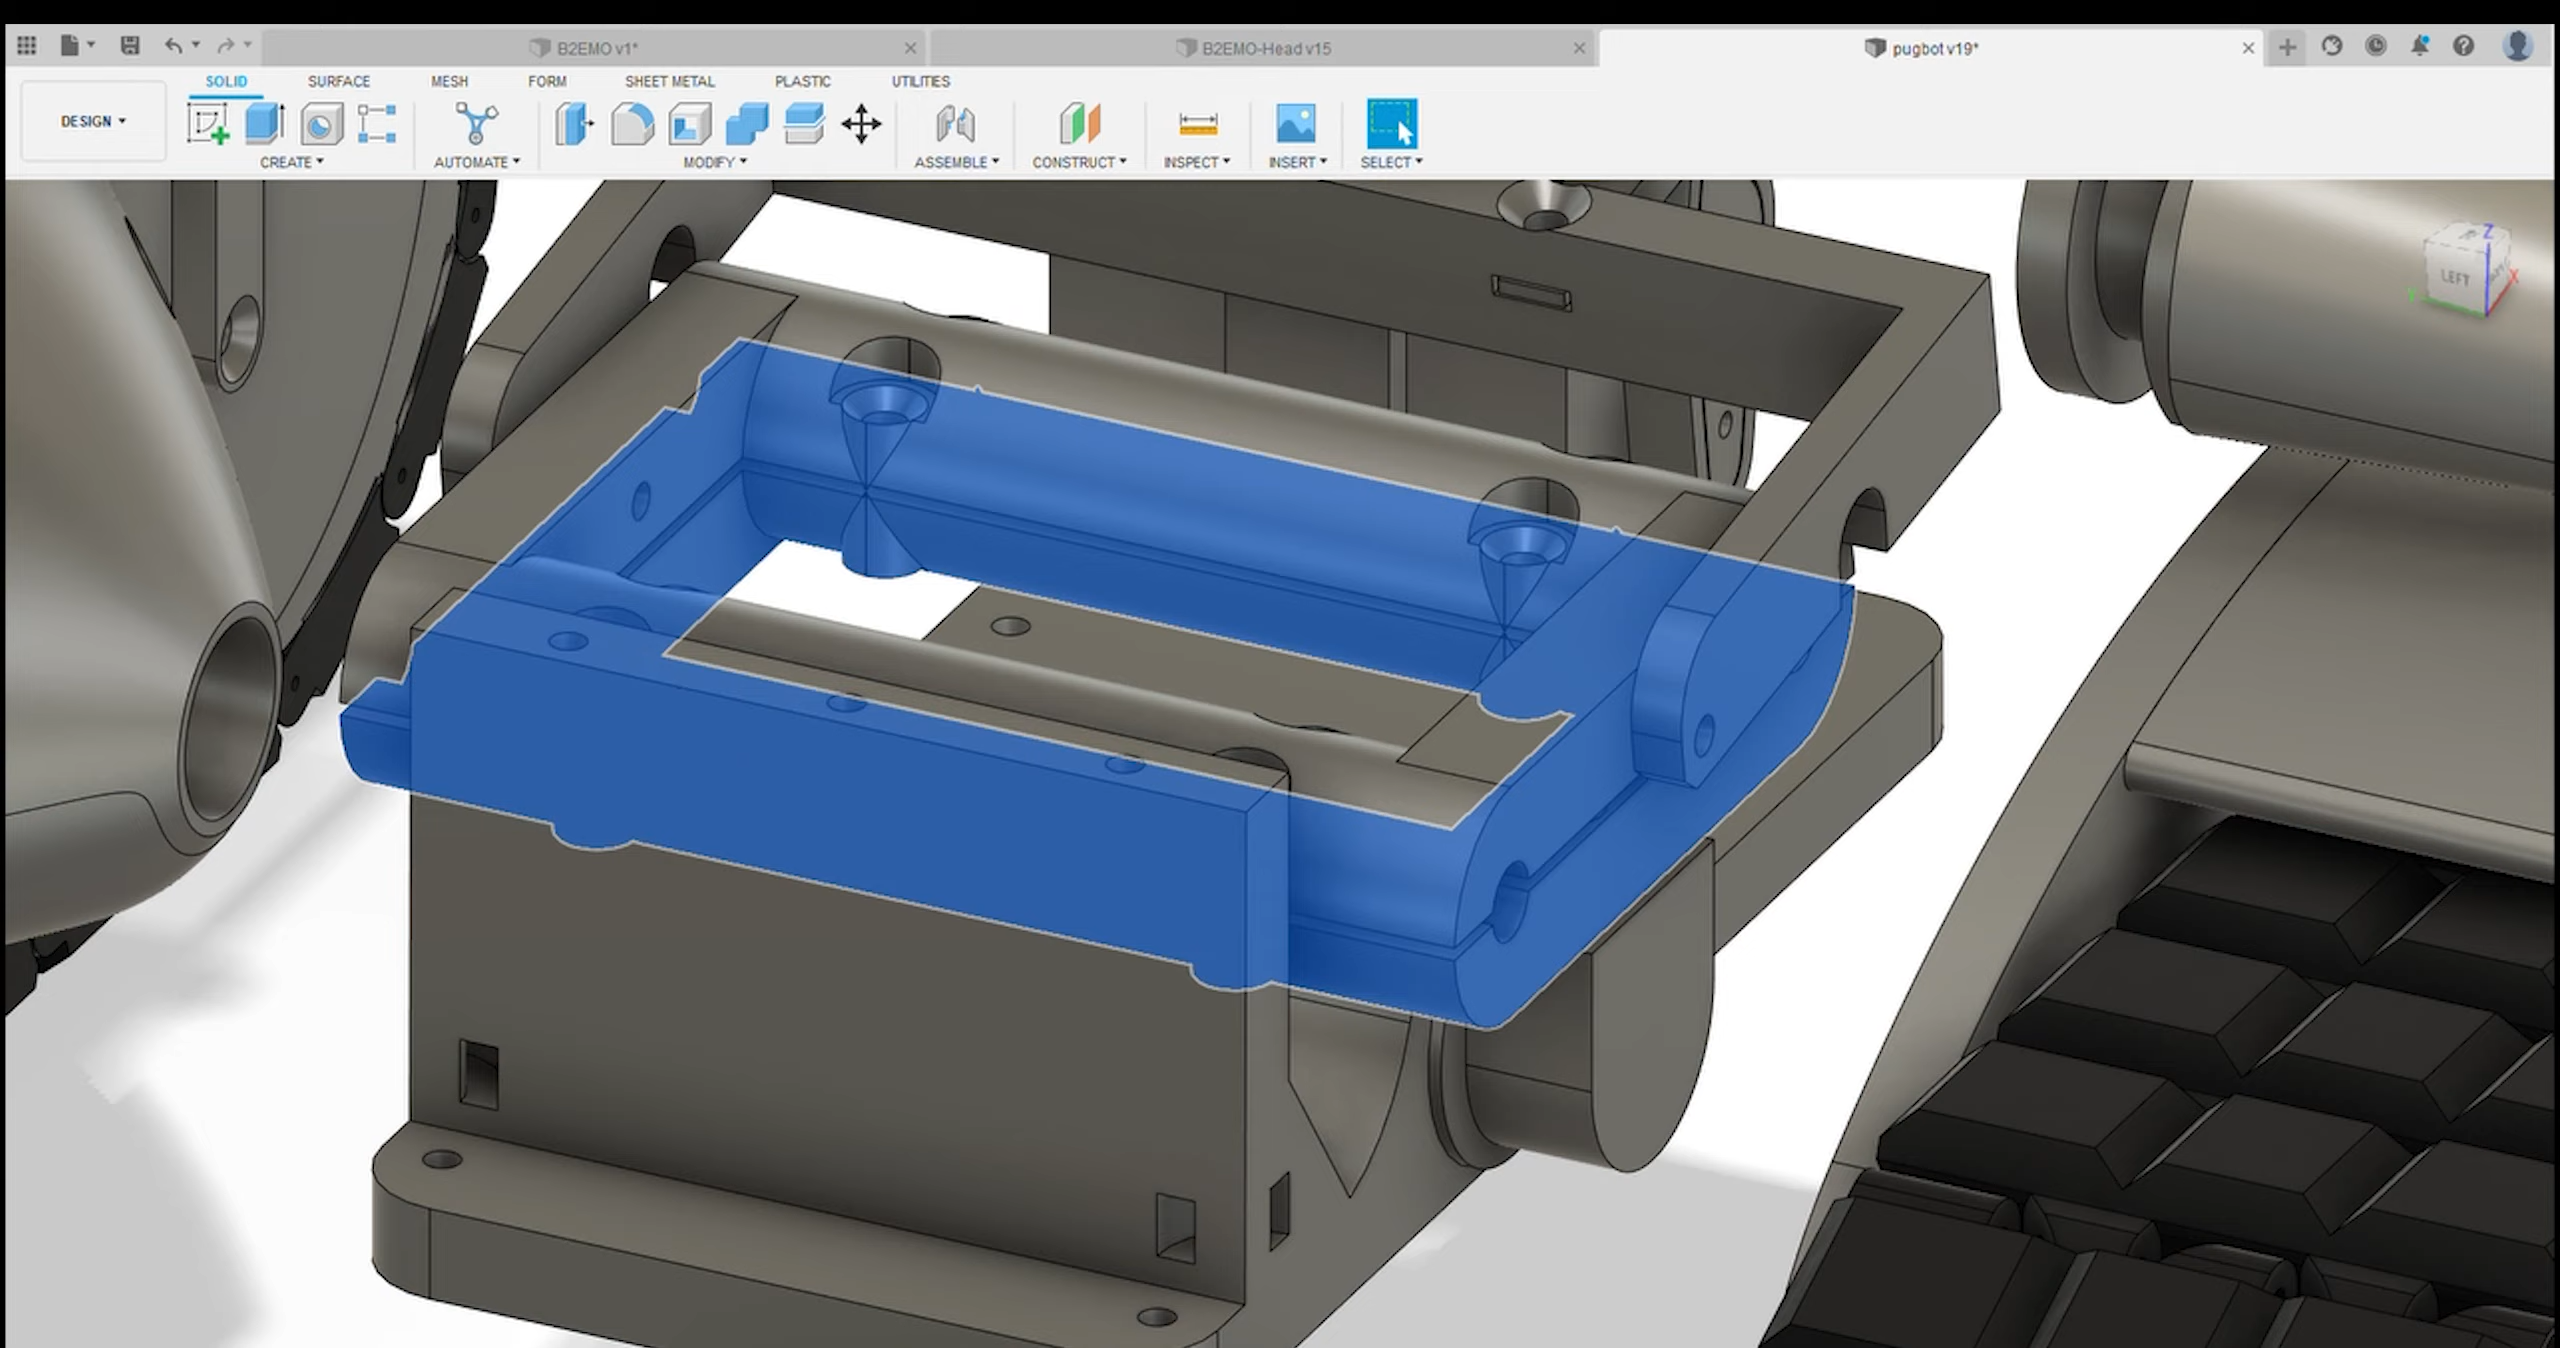 B2EMO v1*
B2EMO-Head v15
pugbot v19*
SOLID SURFACE MESH FORM SHEET METAL PLASTIC UTILITIES
DESIGN
CREATE AUTOMATE MODIFY ASSEMBLE CONSTRUCT INSPECT INSERT SELECT
Z
LEFT
X
Y